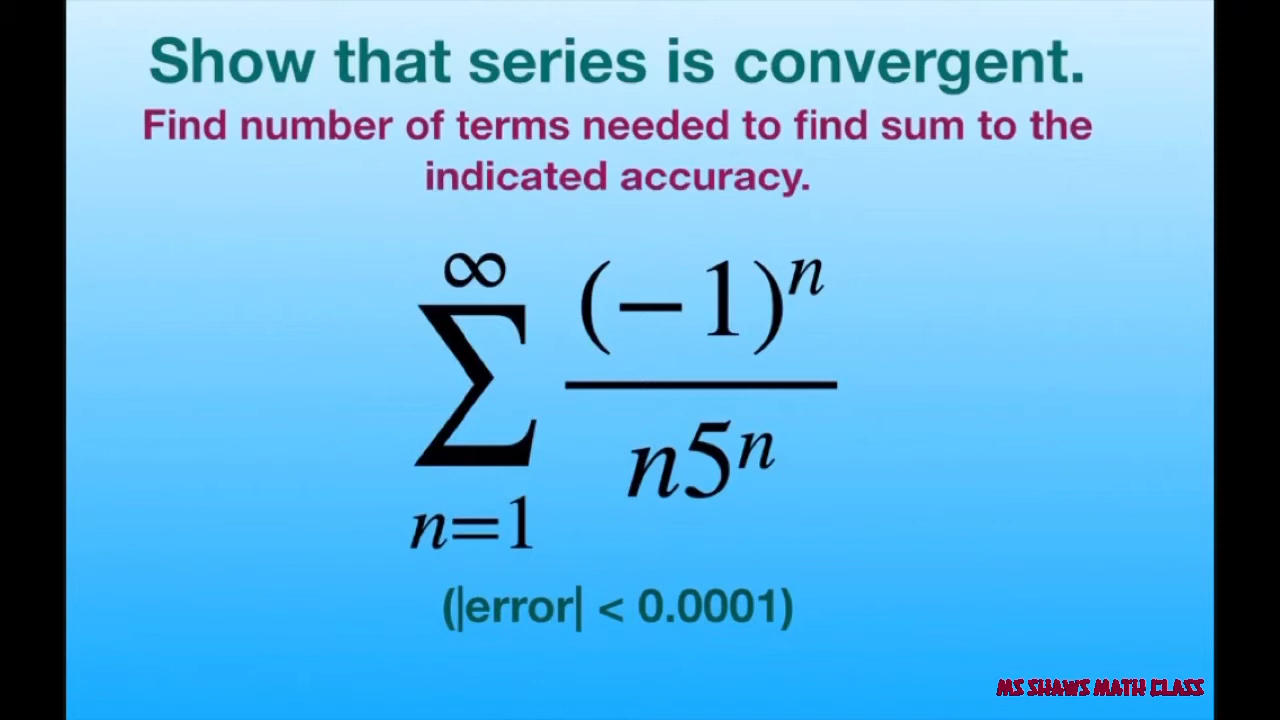 Show that series is convergent.
Find number of terms needed to find sum to the
indicated accuracy.
∞
Σ (−1)ⁿ / n5ⁿ
n=1
(|error| < 0.0001)
MS SHAWS MATH CLASS